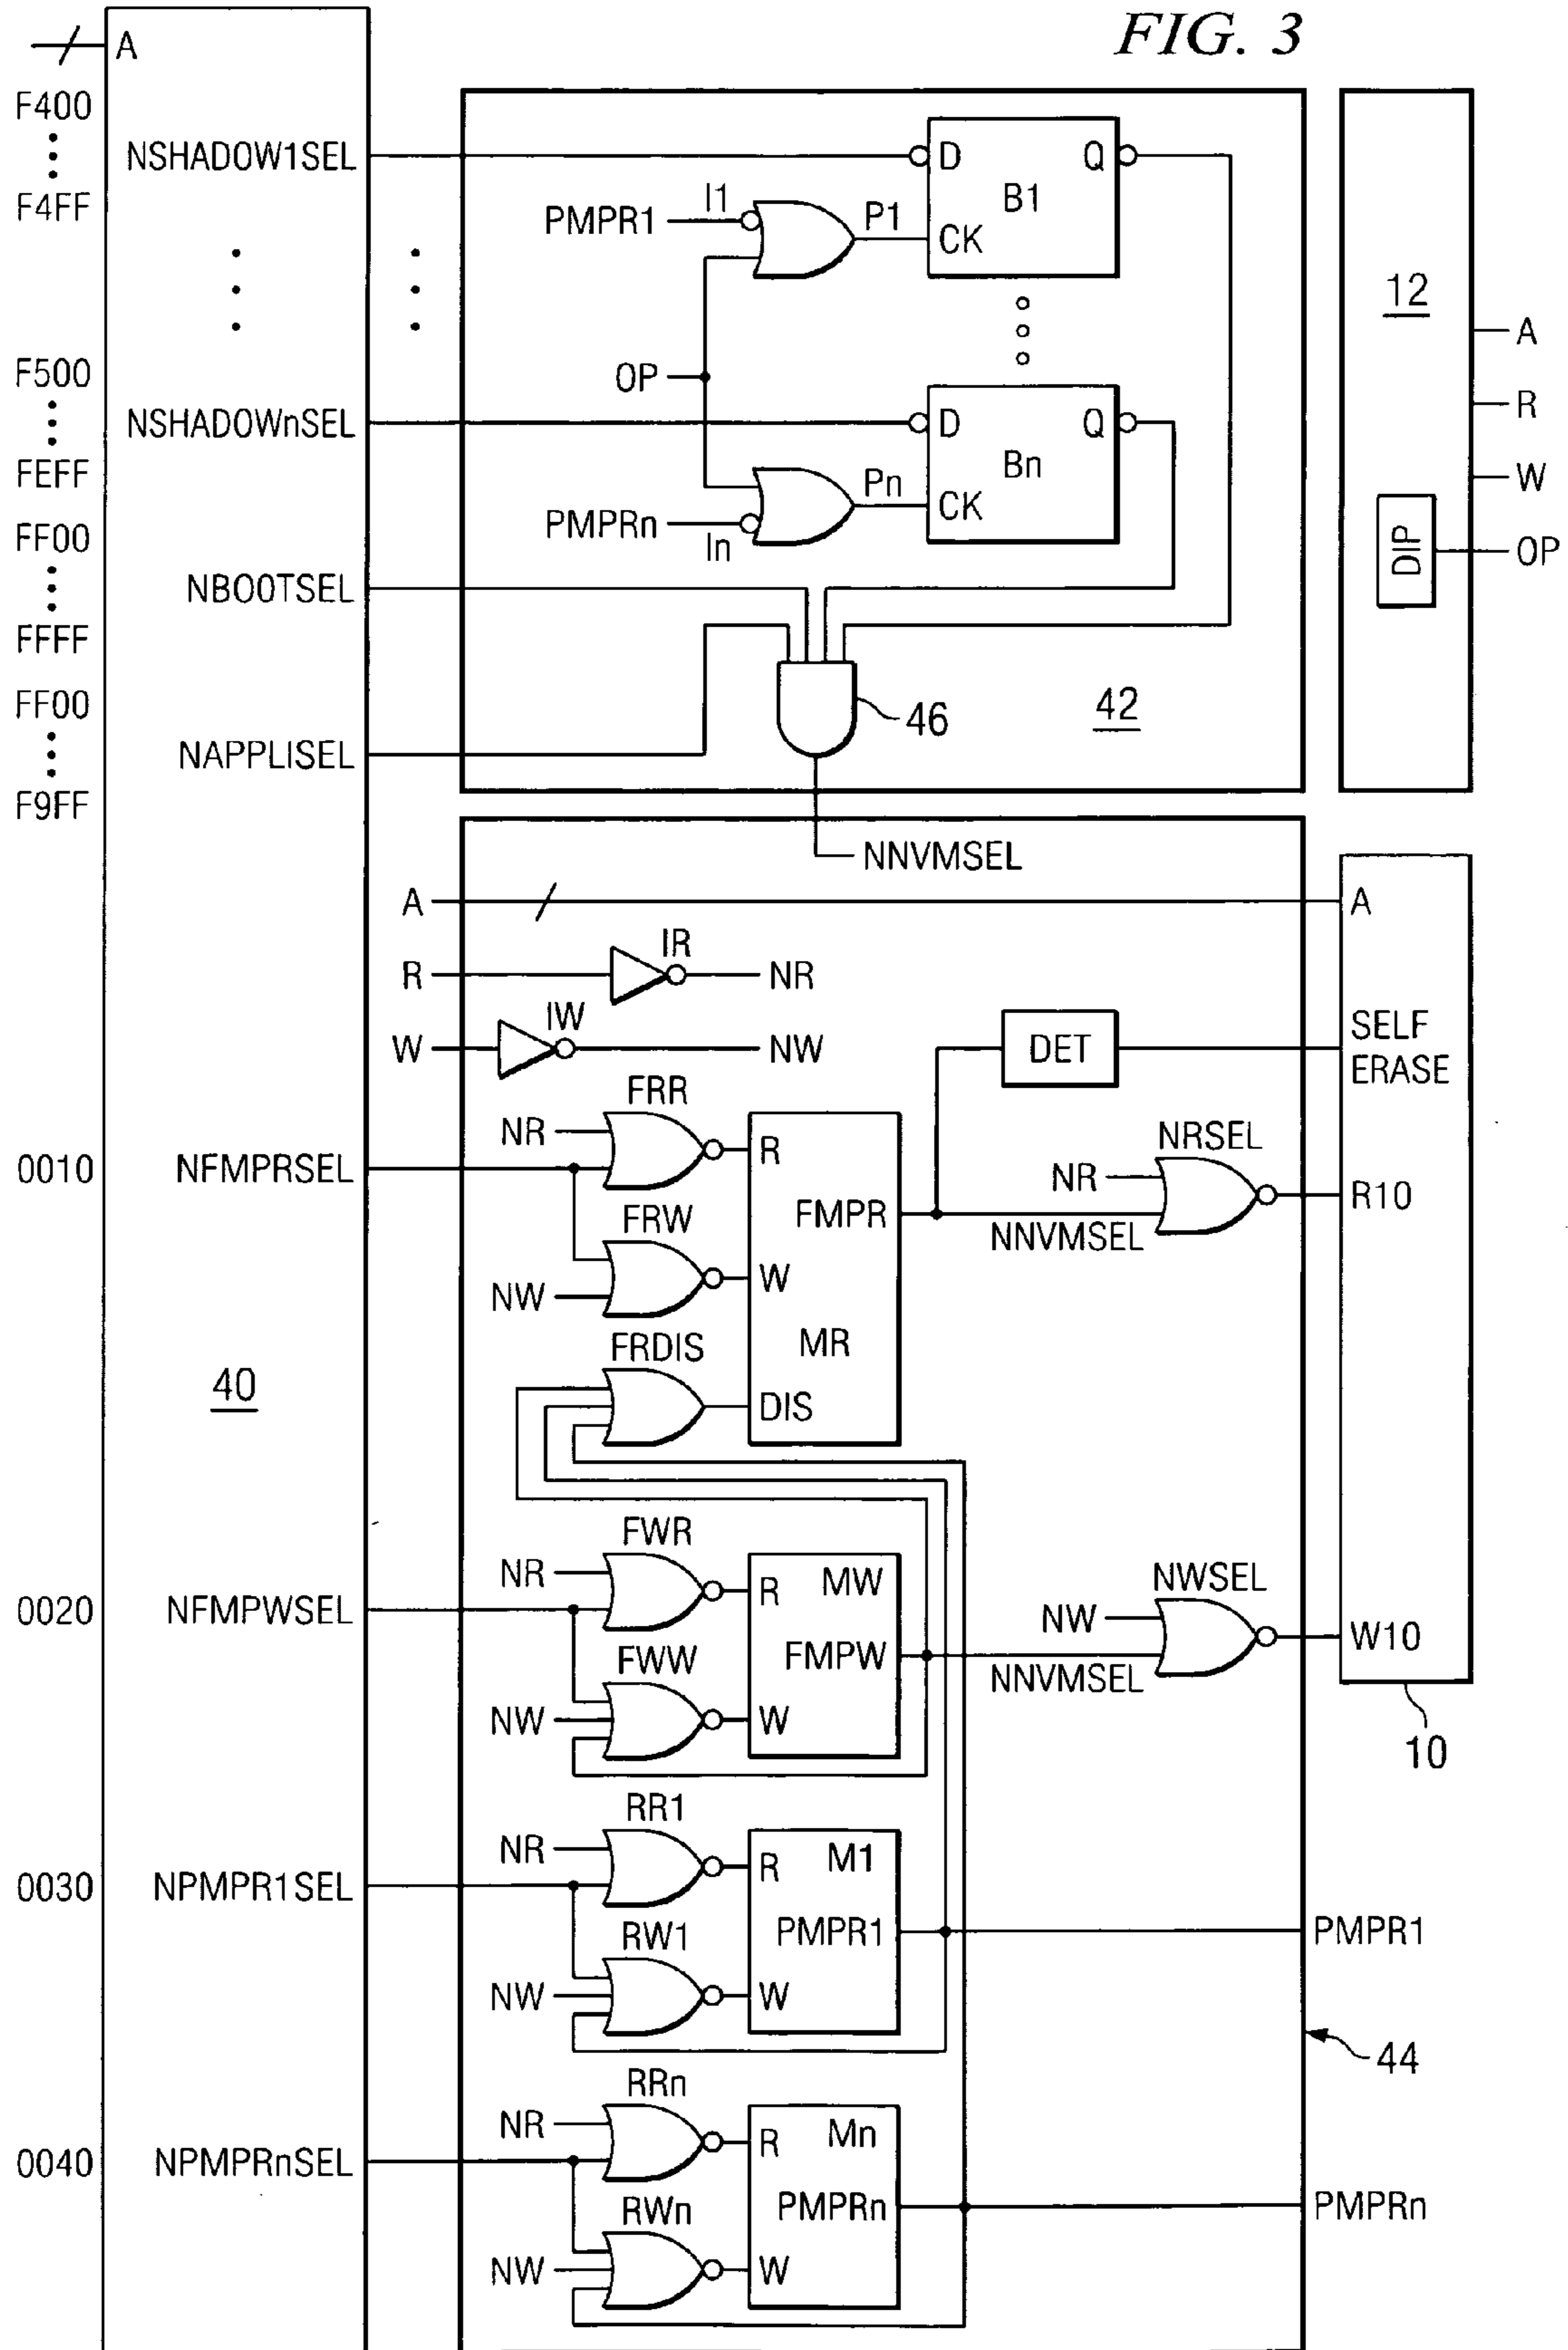 FIG. 3
A
F400
NSHADOW1SEL
F4FF
I1
PMPR1
P1
D
Q
B1
CK
12
A
R
W
DIP
OP
F500
OP
NSHADOWnSEL
FEFF
D
Q
Bn
Pn
CK
PMPRn
In
FF00
NBOOTSEL
FFFF
FF00
NAPPLISEL
F9FF
46
42
NNVMSEL
A
A
R
IR
NR
W
IW
NW
DET
SELF
ERASE
FRR
NR
R
0010
NFMPRSEL
FMPR
NRSEL
NR
R10
NNVMSEL
FRW
NW
W
MR
FRDIS
DIS
40
FWR
NR
R
MW
0020
NFMPWSEL
FMPW
NWSEL
NW
W10
NNVMSEL
FWW
NW
W
10
RR1
NR
R
M1
0030
NPMPR1SEL
PMPR1
PMPR1
RW1
NW
W
44
RRn
NR
R
Mn
0040
NPMPRnSEL
PMPRn
PMPRn
RWn
NW
W